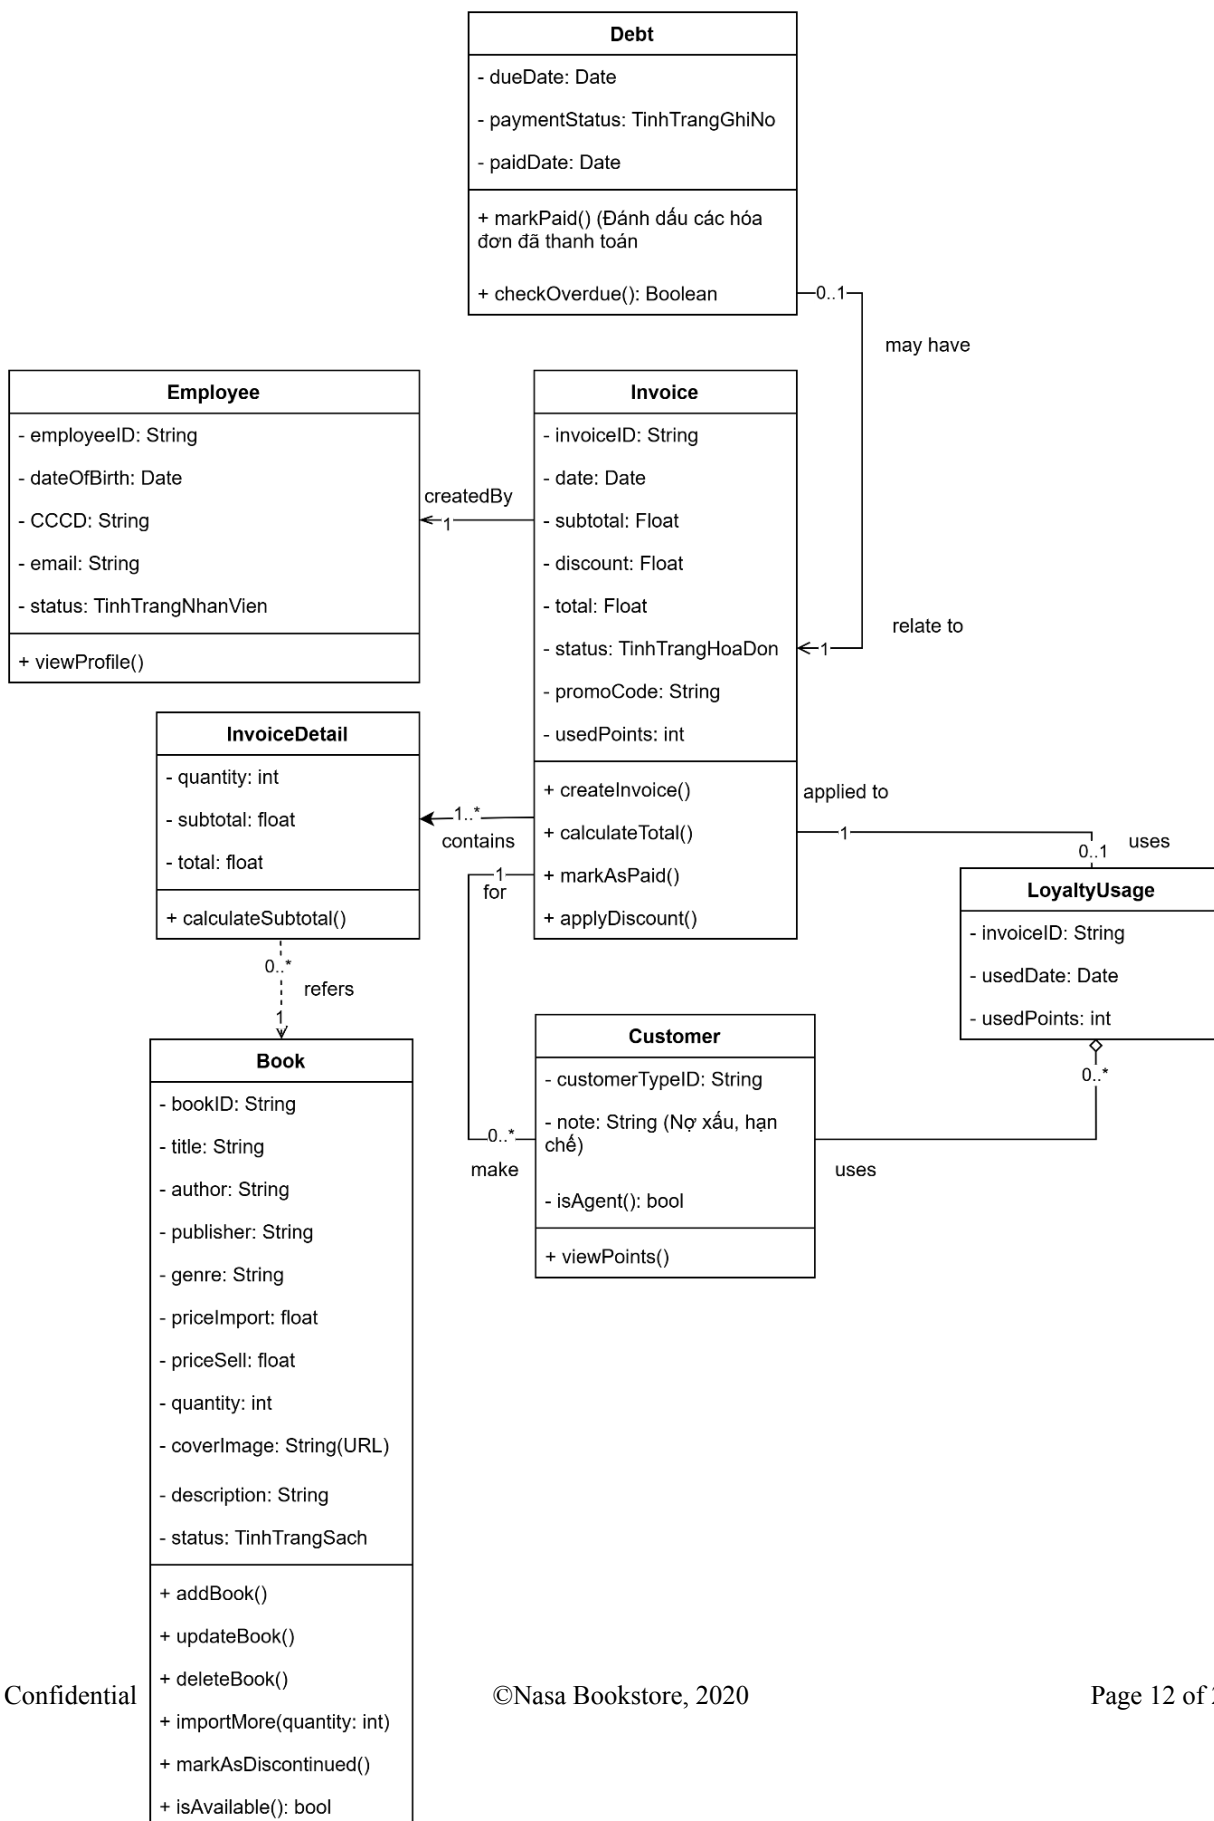 Debt
- dueDate: Date
- paymentStatus: TinhTrangGhiNo
- paidDate: Date
+ markPaid() (Đánh dấu các hóa
đơn đã thanh toán
+ checkOverdue(): Boolean
0..1
may have
relate to
1
Employee
- employeeID: String
- dateOfBirth: Date
- CCCD: String
- email: String
- status: TinhTrangNhanVien
+ viewProfile()
createdBy
1
Invoice
- invoiceID: String
- date: Date
- subtotal: Float
- discount: Float
- total: Float
- status: TinhTrangHoaDon
- promoCode: String
- usedPoints: int
+ createInvoice()
+ calculateTotal()
+ markAsPaid()
+ applyDiscount()
InvoiceDetail
- quantity: int
- subtotal: float
- total: float
+ calculateSubtotal()
1..*
contains
1
for
applied to
1
0..1
uses
LoyaltyUsage
- invoiceID: String
- usedDate: Date
- usedPoints: int
0..*
0..*
refers
1
Customer
- customerTypeID: String
- note: String (Nợ xấu, hạn
chế)
- isAgent(): bool
+ viewPoints()
0..*
make
uses
Book
- bookID: String
- title: String
- author: String
- publisher: String
- genre: String
- priceImport: float
- priceSell: float
- quantity: int
- coverImage: String(URL)
- description: String
- status: TinhTrangSach
+ addBook()
+ updateBook()
+ deleteBook()
+ importMore(quantity: int)
+ markAsDiscontinued()
+ isAvailable(): bool
Confidential
©Nasa Bookstore, 2020
Page 12 of